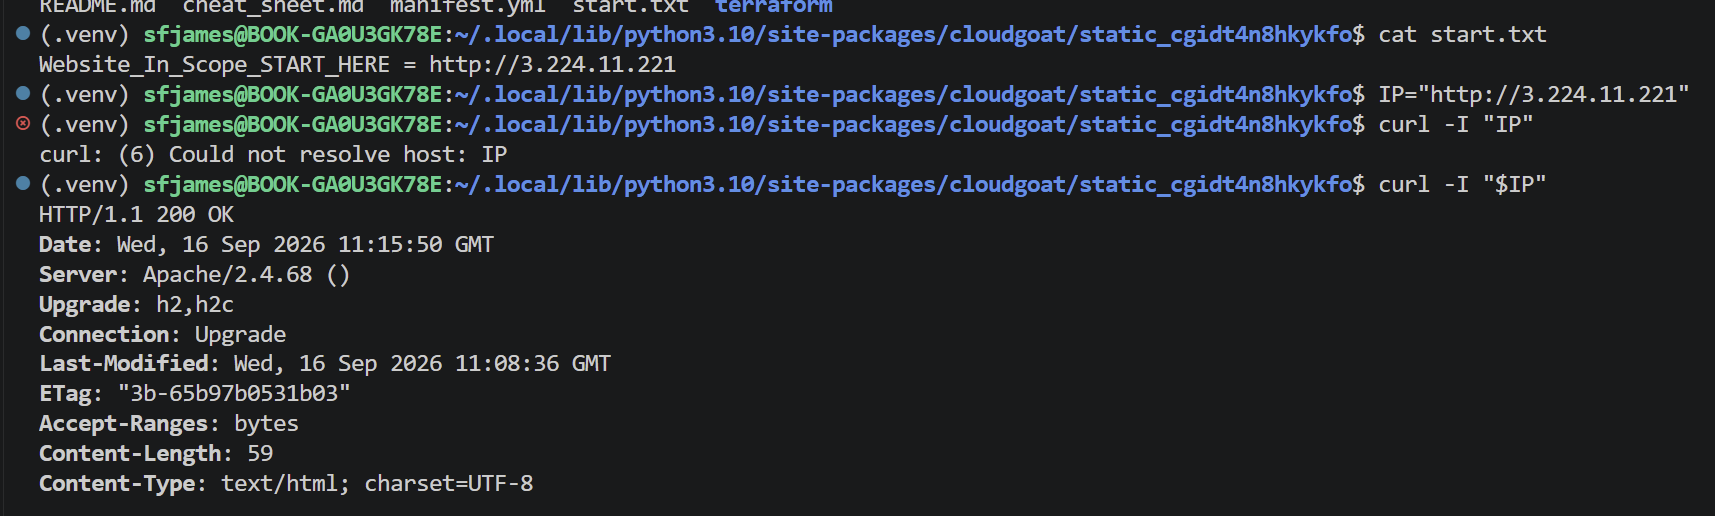 README.md  cheat_sheet.md  manifest.yml  start.txt  terraform
(.venv) sfjames@BOOK-GA0U3GK78E:~/.local/lib/python3.10/site-packages/cloudgoat/static_cgidt4n8hkykfo$ cat start.txt
Website_In_Scope_START_HERE = http://3.224.11.221
(.venv) sfjames@BOOK-GA0U3GK78E:~/.local/lib/python3.10/site-packages/cloudgoat/static_cgidt4n8hkykfo$ IP="http://3.224.11.221"
(.venv) sfjames@BOOK-GA0U3GK78E:~/.local/lib/python3.10/site-packages/cloudgoat/static_cgidt4n8hkykfo$ curl -I "IP"
curl: (6) Could not resolve host: IP
(.venv) sfjames@BOOK-GA0U3GK78E:~/.local/lib/python3.10/site-packages/cloudgoat/static_cgidt4n8hkykfo$ curl -I "$IP"
HTTP/1.1 200 OK
Date: Wed, 16 Sep 2026 11:15:50 GMT
Server: Apache/2.4.68 ()
Upgrade: h2,h2c
Connection: Upgrade
Last-Modified: Wed, 16 Sep 2026 11:08:36 GMT
ETag: "3b-65b97b0531b03"
Accept-Ranges: bytes
Content-Length: 59
Content-Type: text/html; charset=UTF-8